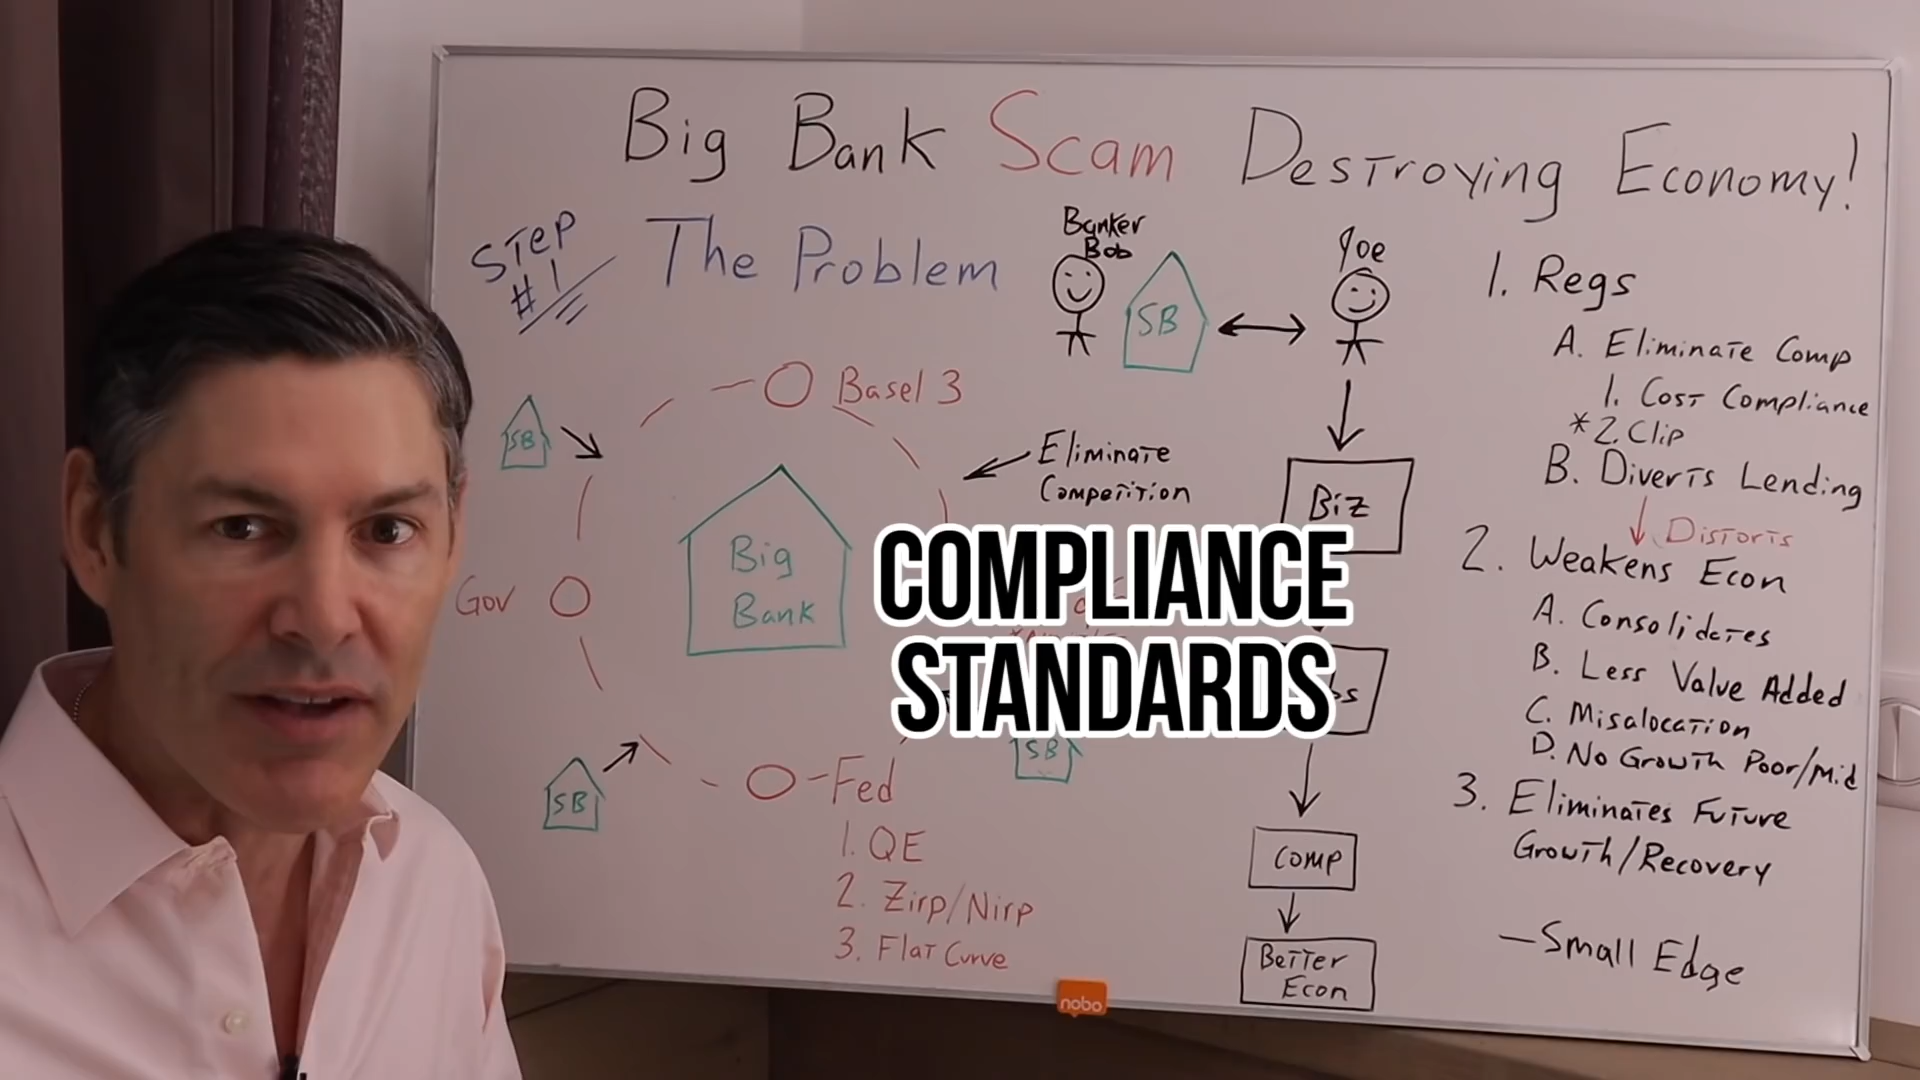 Big Bank Scam Destroying Economy!
STEP
#1
The Problem
Banker
Bob
SB
Joe
Basel 3
SB
Eliminate
Competition
Big
Bank
Gov
SB
SB
Fed
1. QE
2. Zirp/Nirp
3. Flat Curve
Biz
Comp
Better
Econ
1. Regs
A. Eliminate Comp
1. Cost Compliance
*2. Clip
B. Diverts Lending
Distorts
2. Weakens Econ
A. Consolidates
B. Less Value Added
C. Misalocation
D. No Growth Poor/Mid
3. Eliminates Future
Growth/Recovery
- Small Edge
COMPLIANCE
STANDARDS
nobo